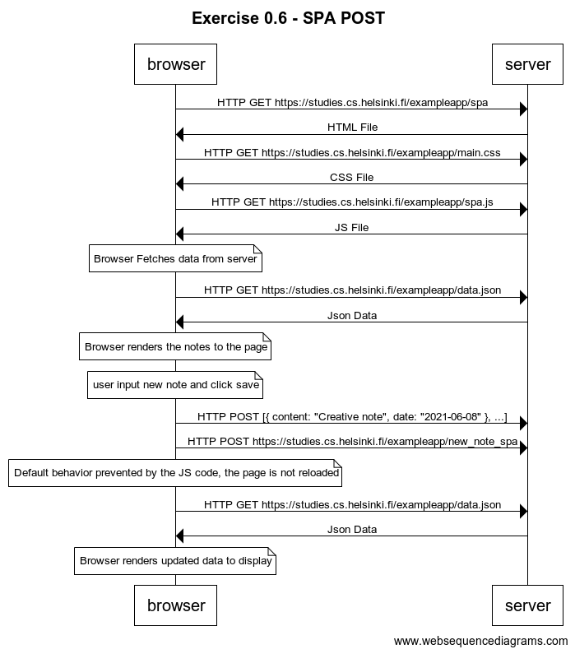 Exercise 0.6 - SPA POST
browser
server
HTTP GET https://studies.cs.helsinki.fi/exampleapp/spa
HTML File
HTTP GET https://studies.cs.helsinki.fi/exampleapp/main.css
CSS File
HTTP GET https://studies.cs.helsinki.fi/exampleapp/spa.js
JS File
Browser Fetches data from server
HTTP GET https://studies.cs.helsinki.fi/exampleapp/data.json
Json Data
Browser renders the notes to the page
user input new note and click save
HTTP POST [{ content: "Creative note", date: "2021-06-08" }, ...]
HTTP POST https://studies.cs.helsinki.fi/exampleapp/new_note_spa
Default behavior prevented by the JS code, the page is not reloaded
HTTP GET https://studies.cs.helsinki.fi/exampleapp/data.json
Json Data
Browser renders updated data to display
browser
server
www.websequencediagrams.com